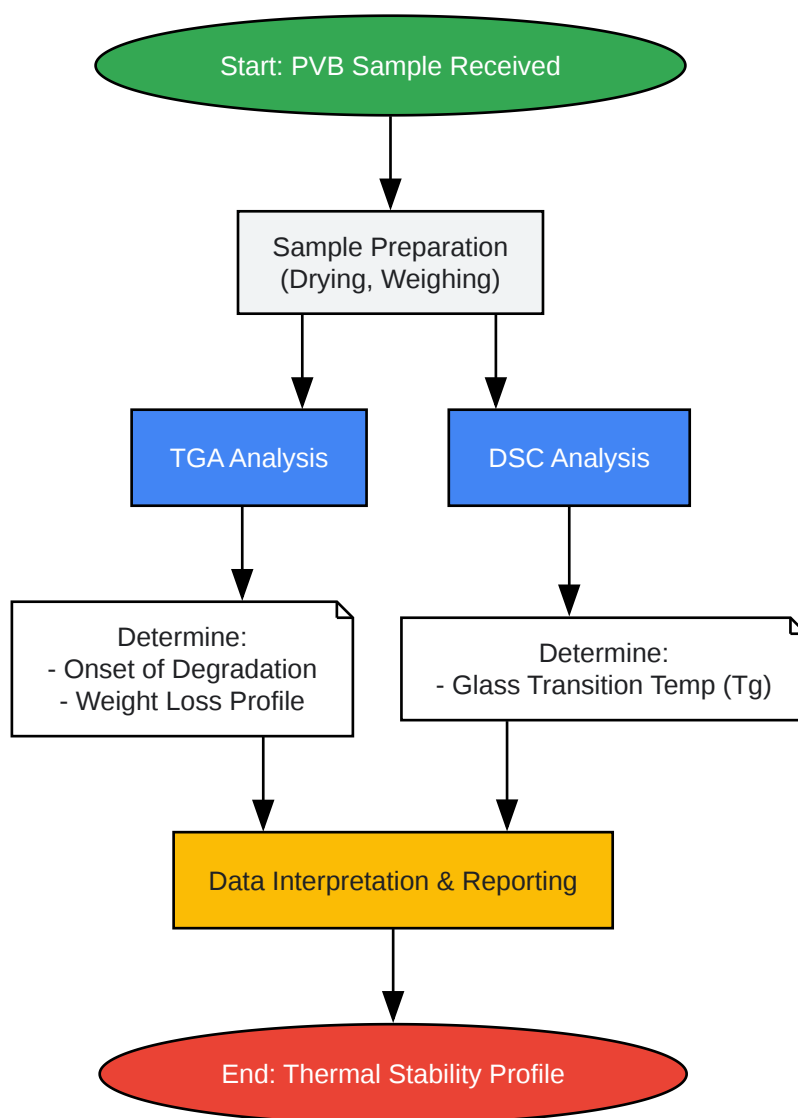 Start: PVB Sample Received
Sample Preparation
(Drying, Weighing)
TGA Analysis
DSC Analysis
Determine:
- Onset of Degradation
- Weight Loss Profile
Determine:
- Glass Transition Temp (Tg)
Data Interpretation & Reporting
End: Thermal Stability Profile